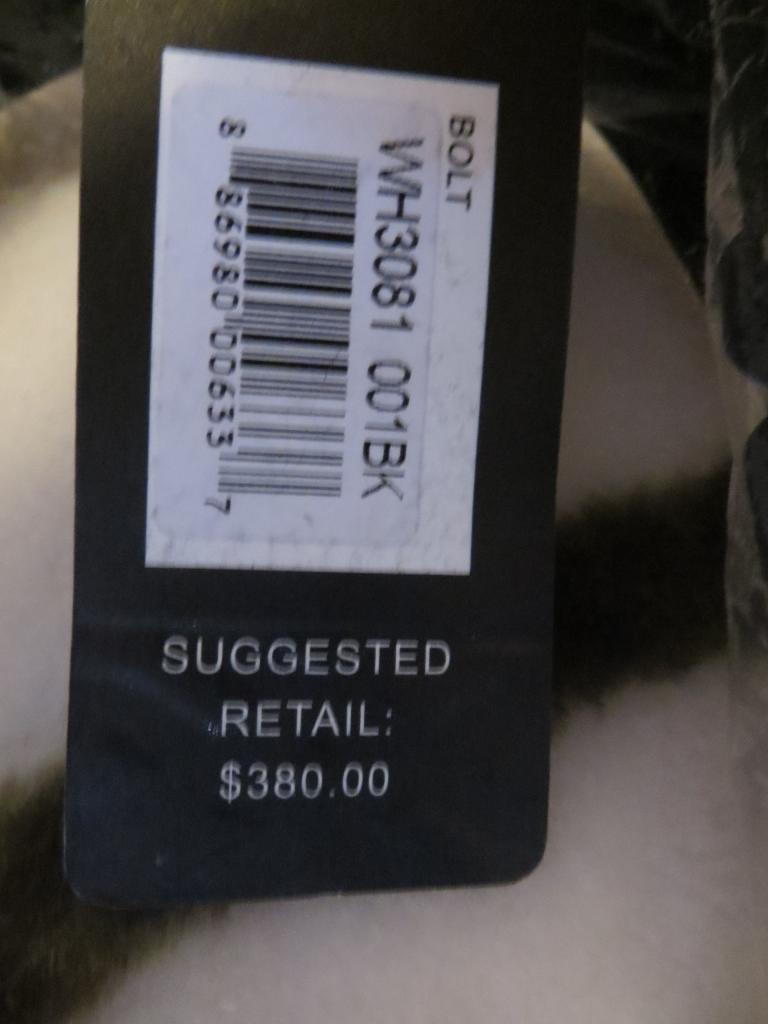 BOLT
WH3081 001BK
8 86980 00633 7
SUGGESTED
RETAIL:
$380.00